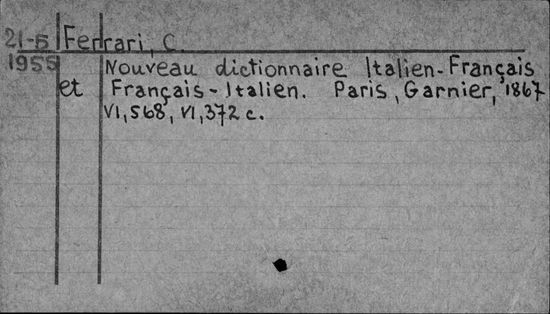 21-5 Ferrari, C.
1955 Nouveau dictionnaire Italien-Français
et Français-Italien. Paris, Garnier, 1867
VI, 568, VI, 372 c.